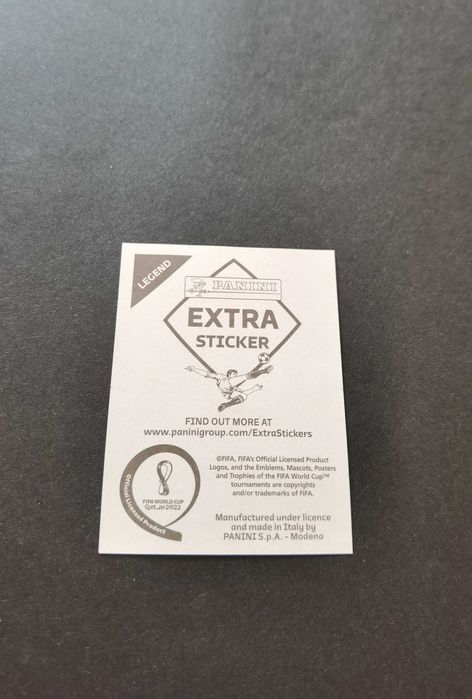 LEGEND
PANINI
EXTRA
STICKER
FIND OUT MORE AT
www.paninigroup.com/ExtraStickers
©FIFA, FIFA's Official Licensed Product
Logos, and the Emblems, Mascots, Posters
and Trophies of the FIFA World Cup™
tournaments are copyrights
and/or trademarks of FIFA.
FIFA WORLD CUP
Qatar2022
Official Licensed Product
Manufactured under licence
and made in Italy by
PANINI S.p.A. - Modena